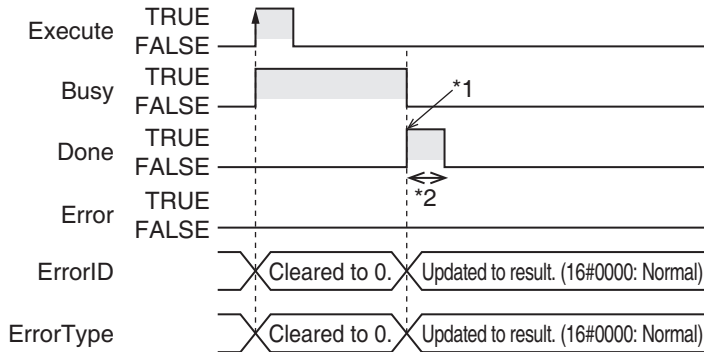 Execute TRUE
FALSE
Busy TRUE
FALSE
*1
Done TRUE
FALSE
*2
Error TRUE
FALSE
ErrorID Cleared to 0. Updated to result. (16#0000: Normal)
ErrorType Cleared to 0. Updated to result. (16#0000: Normal)